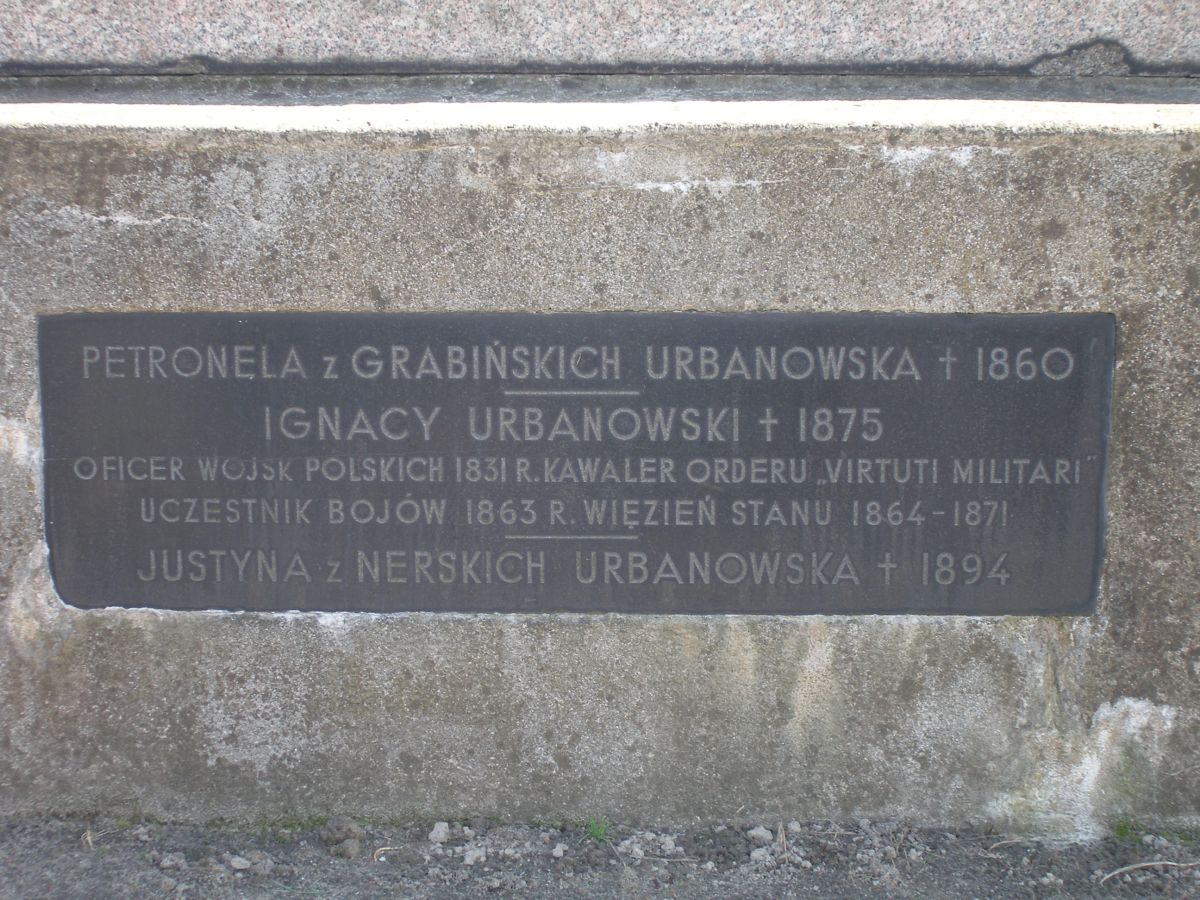 PETRONELA z GRABIŃSKICH URBANOWSKA † 1860
IGNACY URBANOWSKI † 1875
OFICER WOJSK POLSKICH 1831 R. KAWALER ORDERU „VIRTUTI MILITARI"
UCZESTNIK BOJÓW 1863 R. WIĘZIEŃ STANU 1864-1871
JUSTYNA z NERSKICH URBANOWSKA † 1894